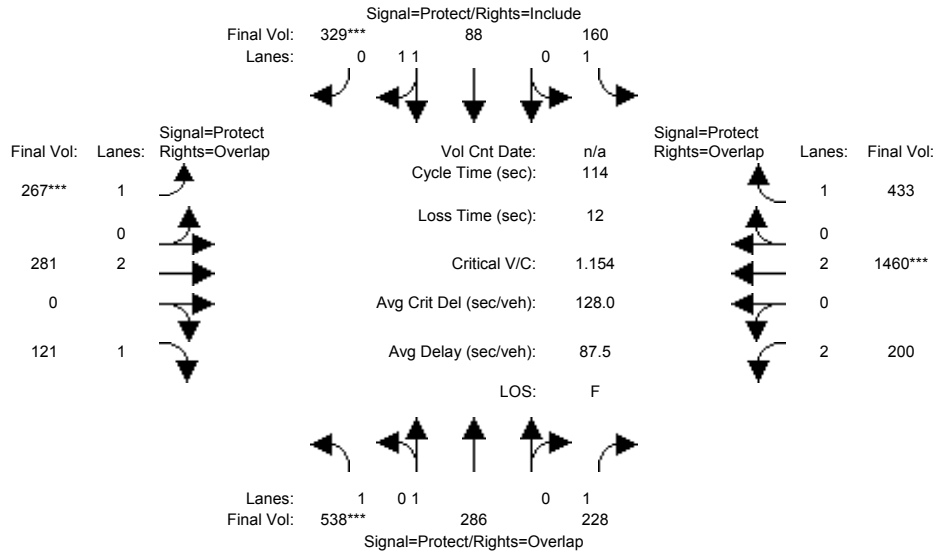 Signal=Protect/Rights=Include
Final Vol: 329*** 88 160
Lanes: 0 1 1 0 1
Signal=Protect Signal=Protect
Final Vol: Lanes: Rights=Overlap Vol Cnt Date: n/a Rights=Overlap Lanes: Final Vol:
Cycle Time (sec): 114
267*** 1 1 433
Loss Time (sec): 12
0 0
281 2 Critical V/C: 1.154 2 1460***
0 1 Avg Crit Del (sec/veh): 128.0 0
121 1 Avg Delay (sec/veh): 87.5 2 200
LOS: F
Lanes: 1 0 1 0 1
Final Vol: 538*** 286 228
Signal=Protect/Rights=Overlap